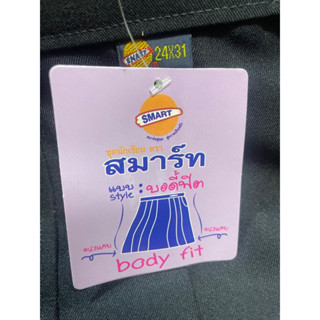 SMART 24X31
SMART
ชุดนักเรียน ตรา
สมาร์ท
แบบ
style : บอดี้ฟิต
body fit